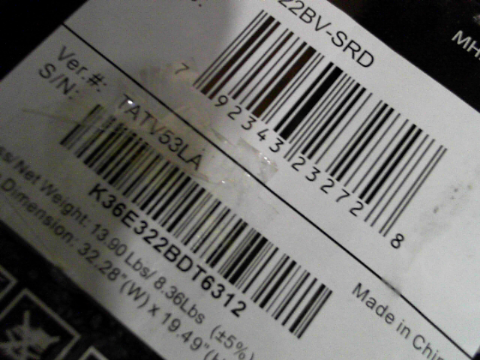 22BV-SRD
MH
7 92343 23272 8
Ver.#: TATV53LA
S/N:
K36E322BDT6312
ss/Net Weight: 13.90 Lbs/ 8.36Lbs (±5%)
Dimension: 32.28" (W) x 19.49"
Made in Chin